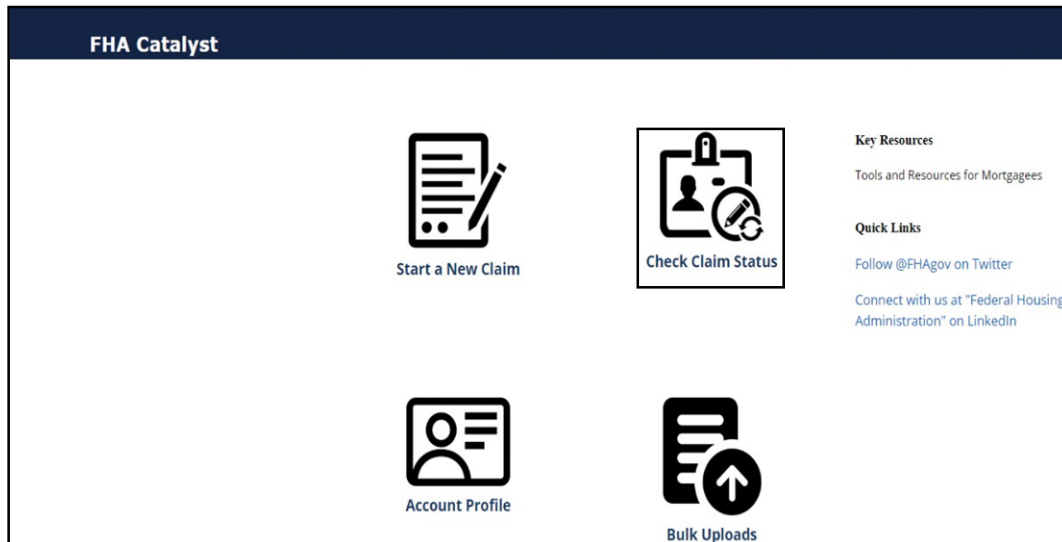 FHA Catalyst
Start a New Claim
Check Claim Status
Key Resources
Tools and Resources for Mortgagees
Quick Links
Follow @FHAgov on Twitter
Connect with us at "Federal Housing
Administration" on LinkedIn
Account Profile
Bulk Uploads